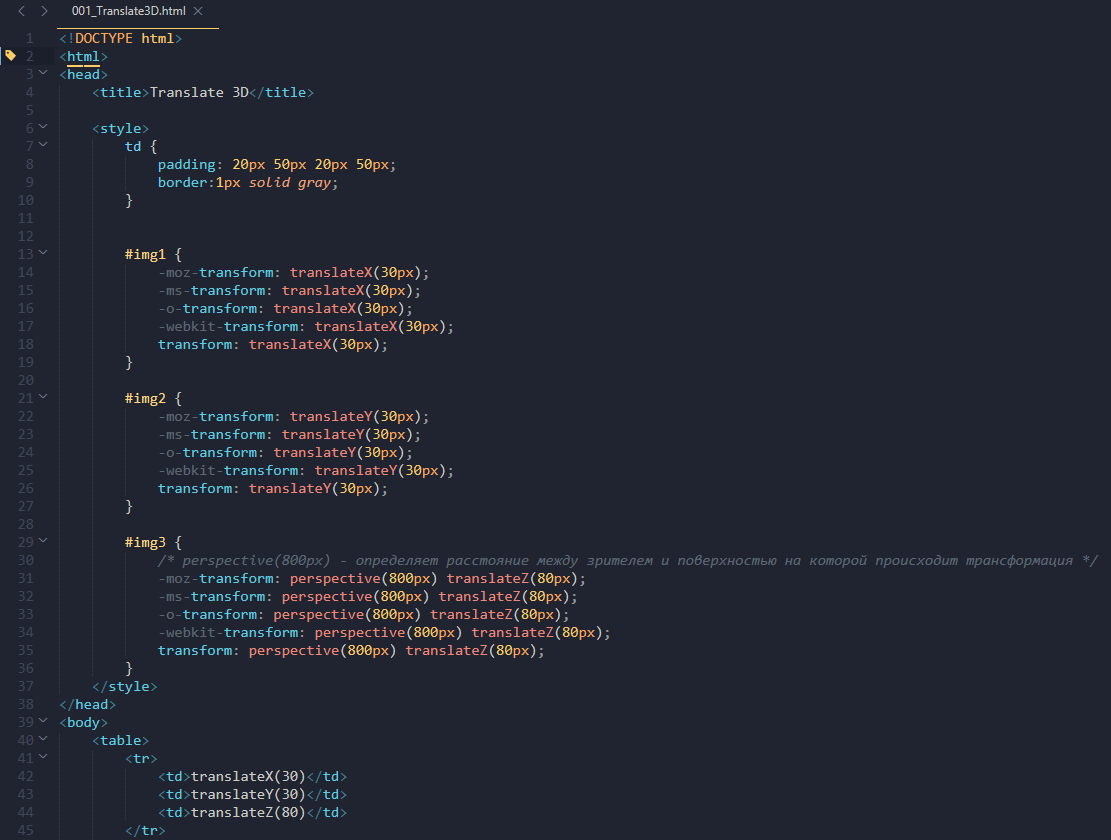 001_Translate3D.html
1 <!DOCTYPE html>
2 <html>
3 <head>
4 <title>Translate 3D</title>
5
6 <style>
7 td {
8 padding: 20px 50px 20px 50px;
9 border:1px solid gray;
10 }
11
12
13 #img1 {
14 -moz-transform: translateX(30px);
15 -ms-transform: translateX(30px);
16 -o-transform: translateX(30px);
17 -webkit-transform: translateX(30px);
18 transform: translateX(30px);
19 }
20
21 #img2 {
22 -moz-transform: translateY(30px);
23 -ms-transform: translateY(30px);
24 -o-transform: translateY(30px);
25 -webkit-transform: translateY(30px);
26 transform: translateY(30px);
27 }
28
29 #img3 {
30 /* perspective(800px) - определяет расстояние между зрителем и поверхностью на которой происходит трансформация */
31 -moz-transform: perspective(800px) translateZ(80px);
32 -ms-transform: perspective(800px) translateZ(80px);
33 -o-transform: perspective(800px) translateZ(80px);
34 -webkit-transform: perspective(800px) translateZ(80px);
35 transform: perspective(800px) translateZ(80px);
36 }
37 </style>
38 </head>
39 <body>
40 <table>
41 <tr>
42 <td>translateX(30)</td>
43 <td>translateY(30)</td>
44 <td>translateZ(80)</td>
45 </tr>